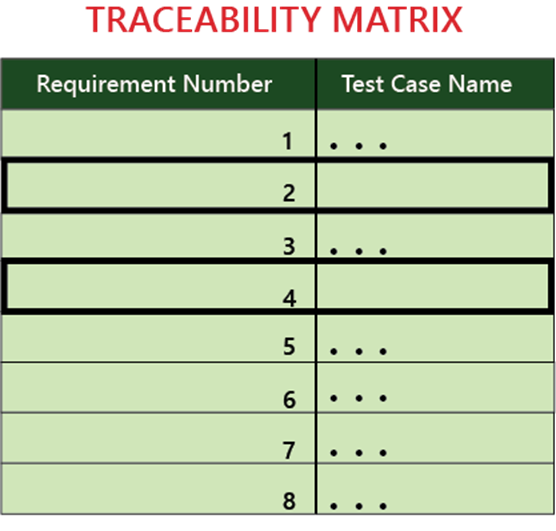 TRACEABILITY MATRIX
Requirement Number Test Case Name
1 . . .
2
3 . . .
4
5 . . .
6 . . .
7 . . .
8 . . .